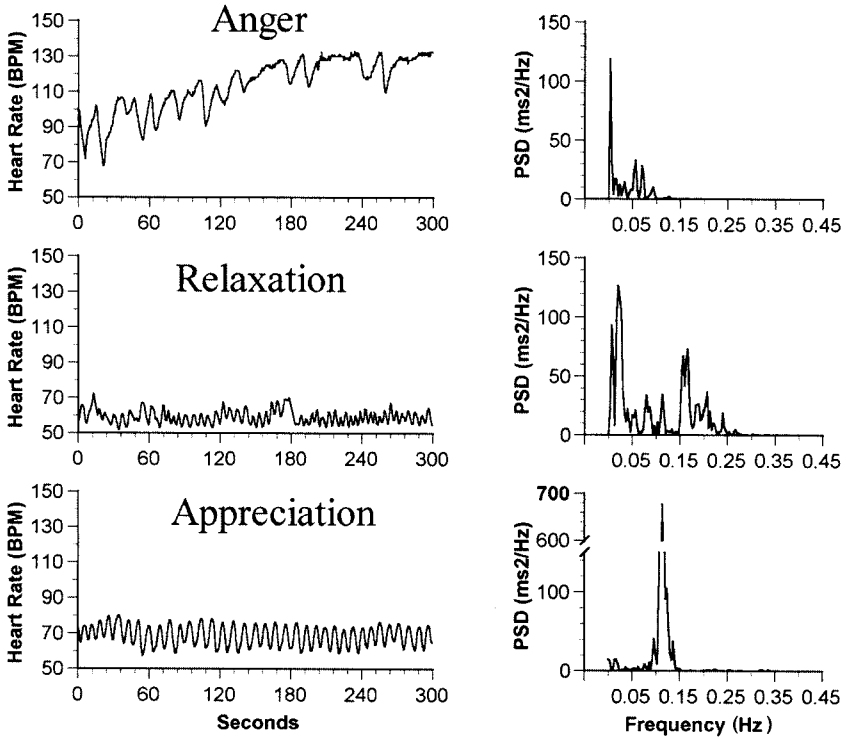 Anger
Heart Rate (BPM)
150
130
110
90
70
50
0 60 120 180 240 300
PSD (ms2/Hz)
150
100
50
0
0.05 0.15 0.25 0.35 0.45
Relaxation
Heart Rate (BPM)
150
130
110
90
70
50
0 60 120 180 240 300
PSD (ms2/Hz)
150
100
50
0
0.05 0.15 0.25 0.35 0.45
Appreciation
Heart Rate (BPM)
150
130
110
90
70
50
0 60 120 180 240 300
Seconds
PSD (ms2/Hz)
700
600
100
0
0.05 0.15 0.25 0.35 0.45
Frequency (Hz)